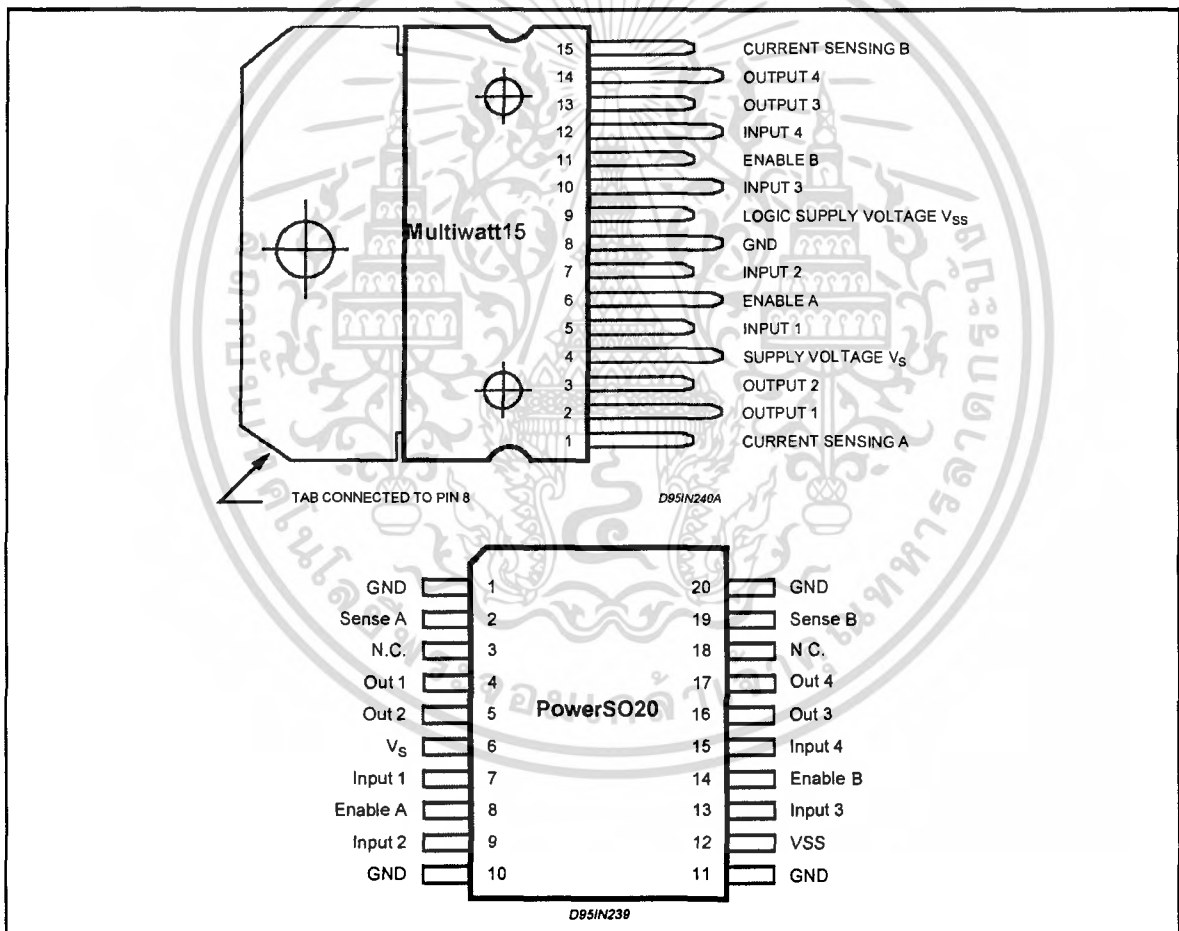 15 CURRENT SENSING B
14 OUTPUT 4
13 OUTPUT 3
12 INPUT 4
11 ENABLE B
10 INPUT 3
9 LOGIC SUPPLY VOLTAGE VSS
8 GND
7 INPUT 2
6 ENABLE A
5 INPUT 1
4 SUPPLY VOLTAGE VS
3 OUTPUT 2
2 OUTPUT 1
1 CURRENT SENSING A
Multiwatt15
TAB CONNECTED TO PIN 8
D95IN240A
GND 1 20 GND
Sense A 2 19 Sense B
N.C. 3 18 N C.
Out 1 4 17 Out 4
Out 2 5 16 Out 3
PowerSO20
VS 6 15 Input 4
Input 1 7 14 Enable B
Enable A 8 13 Input 3
Input 2 9 12 VSS
GND 10 11 GND
D95IN239